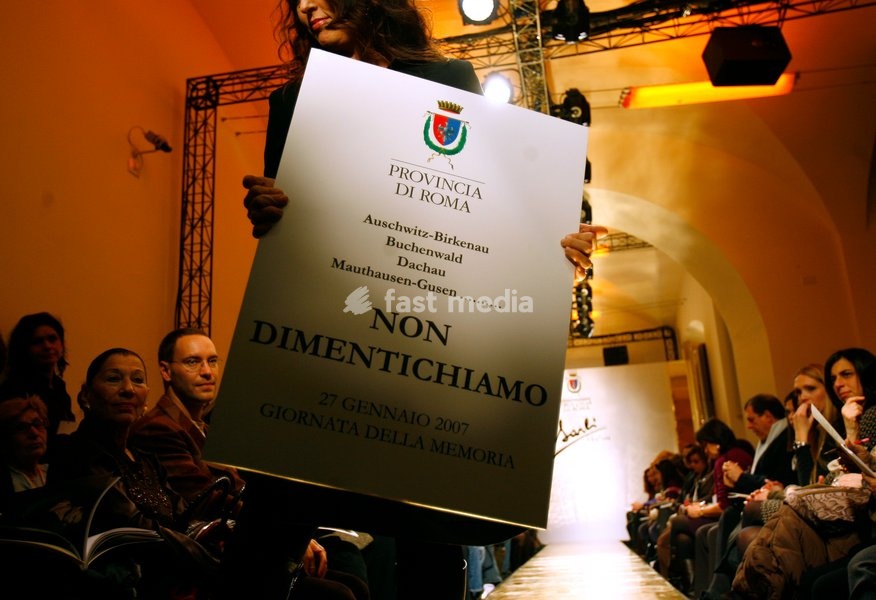 PROVINCIA
DI ROMA
Auschwitz-Birkenau
Buchenwald
Dachau
Mauthausen-Gusen.........
fast media
NON
DIMENTICHIAMO
27 GENNAIO 2007
GIORNATA DELLA MEMORIA